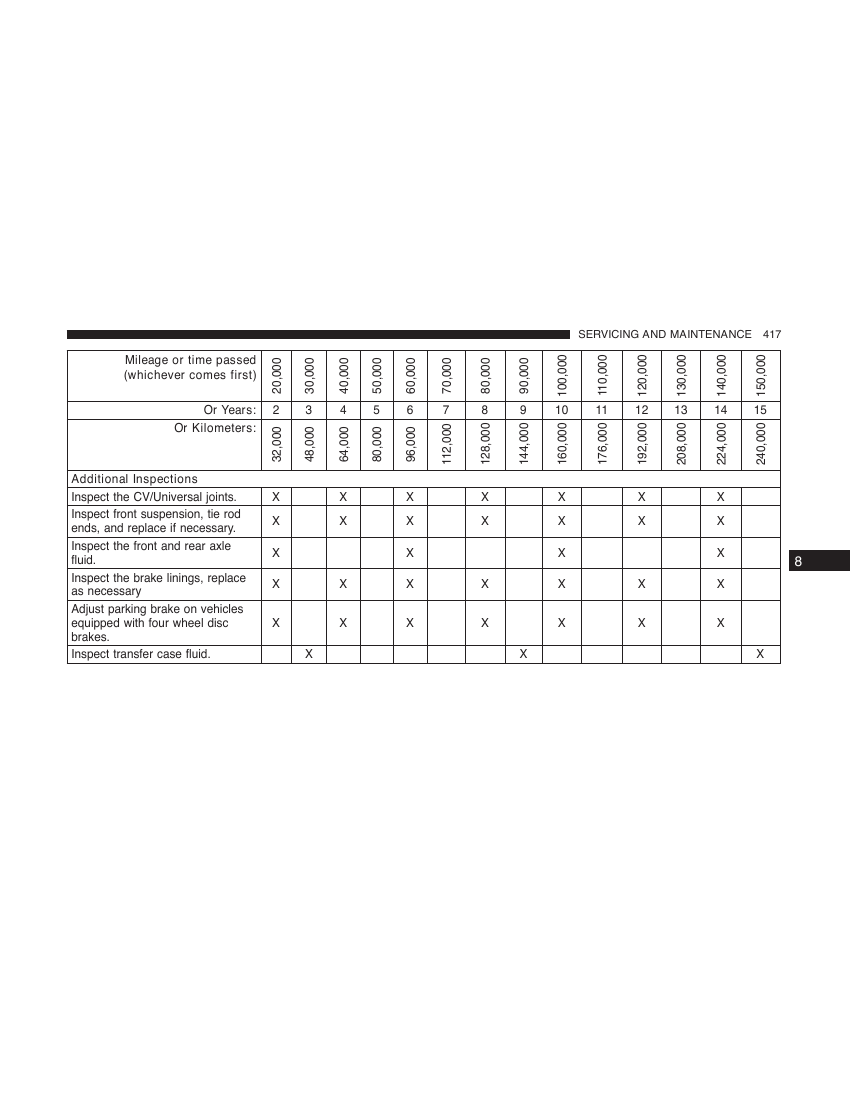 SERVICING AND MAINTENANCE 417
Mileage or time passed
(whichever comes first)
20,000 30,000 40,000 50,000 60,000 70,000 80,000 90,000 100,000 110,000 120,000 130,000 140,000 150,000
Or Years: 2 3 4 5 6 7 8 9 10 11 12 13 14 15
Or Kilometers: 32,000 48,000 64,000 80,000 96,000 112,000 128,000 144,000 160,000 176,000 192,000 208,000 224,000 240,000
Additional Inspections
Inspect the CV/Universal joints. X X X X X X X
Inspect front suspension, tie rod
ends, and replace if necessary. X X X X X X X
Inspect the front and rear axle
fluid. X X X X
Inspect the brake linings, replace
as necessary X X X X X X X
Adjust parking brake on vehicles
equipped with four wheel disc
brakes. X X X X X X X
Inspect transfer case fluid. X X X
8